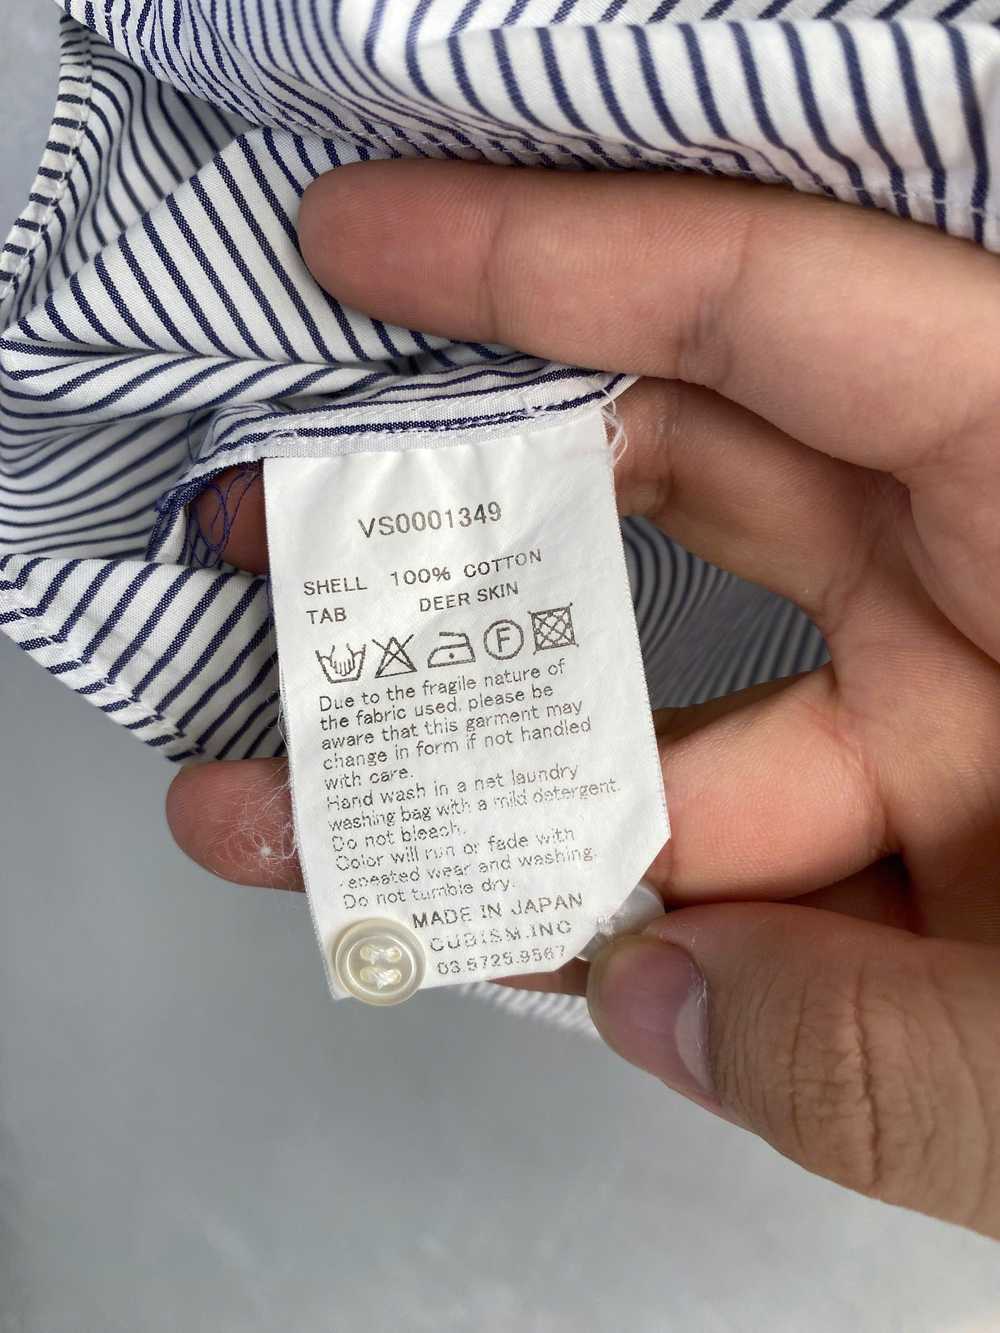 VS0001349
SHELL 100% COTTON
TAB DEER SKIN
F
Due to the fragile nature of
the fabric used, please be
aware that this garment may
change in form if not handled
with care.
Hand wash in a net laundry
washing bag with a mild detergent.
Do not bleach.
Color will run or fade with
repeated wear and washing.
Do not tumble dry.
MADE IN JAPAN
CUBISM.INC
03.5725.9567